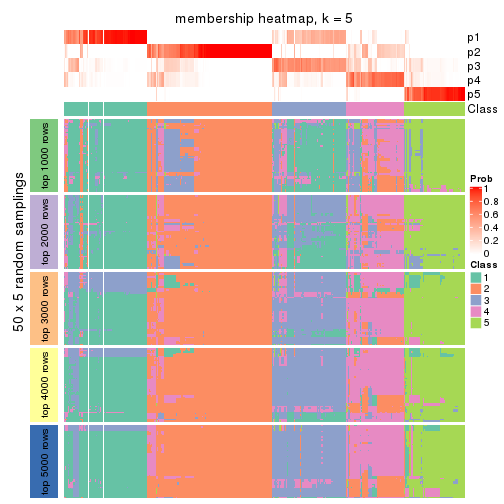 membership heatmap, k = 5
p1
p2
p3
p4
p5
Class
50 x 5 random samplings
top 1000 rows
top 2000 rows
top 3000 rows
top 4000 rows
top 5000 rows
Prob
1
0.8
0.6
0.4
0.2
0
Class
1
2
3
4
5